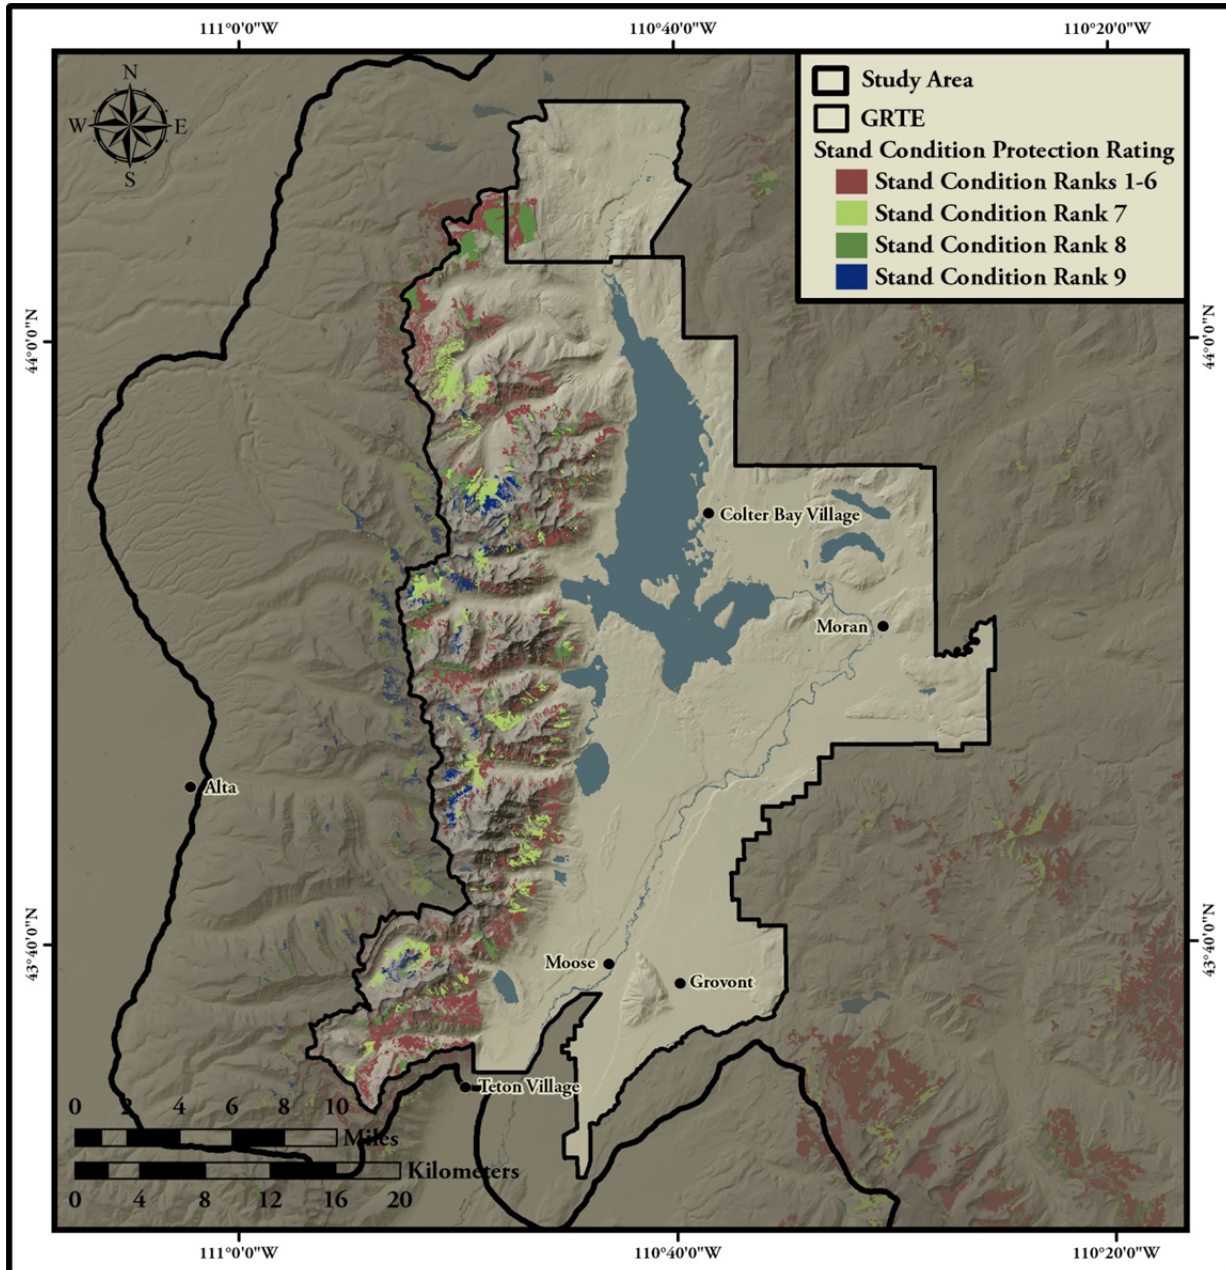 111°0'0"W 110°40'0"W 110°20'0"W
N
W E
S
Study Area
GRTE
Stand Condition Protection Rating
Stand Condition Ranks 1-6
Stand Condition Rank 7
Stand Condition Rank 8
Stand Condition Rank 9
44°0'0"N 44°0'0"N
Colter Bay Village
Moran
Alta
43°40'0"N 43°40'0"N
Moose
Grovont
Teton Village
0 2 4 6 8 10
Miles
Kilometers
0 4 8 12 16 20
111°0'0"W 110°40'0"W 110°20'0"W